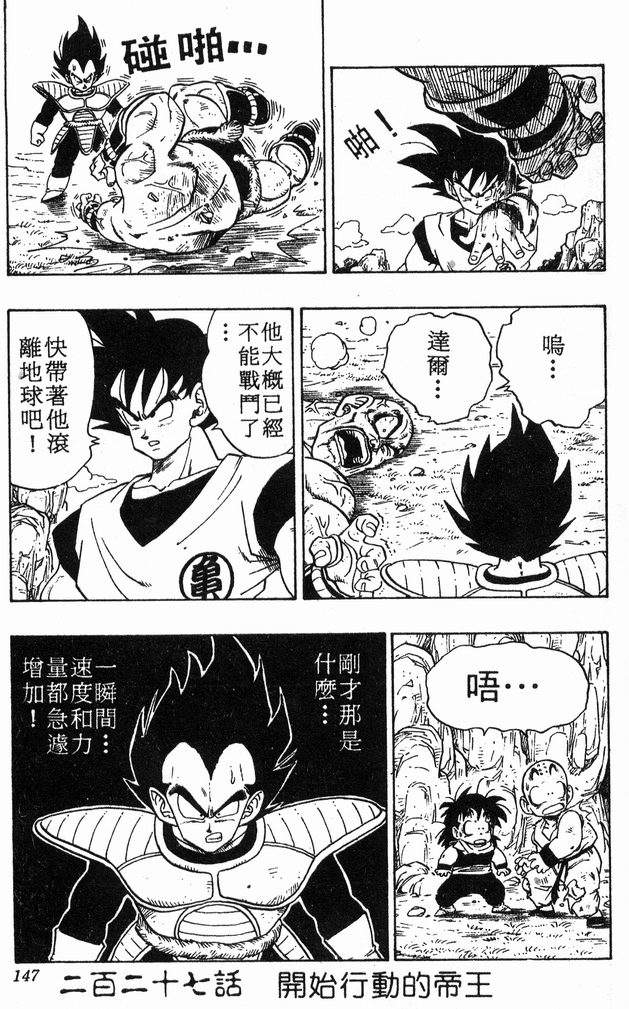 啪！
碰啪…
嗚…
達
爾…
他大概已經
不能戰鬥了
…
快帶著他滾
離地球吧！
龜
唔…
剛才那是
什麼…
一瞬間…
速度和力
量都急遽
增加！
147
二百二十七話　開始行動的帝王